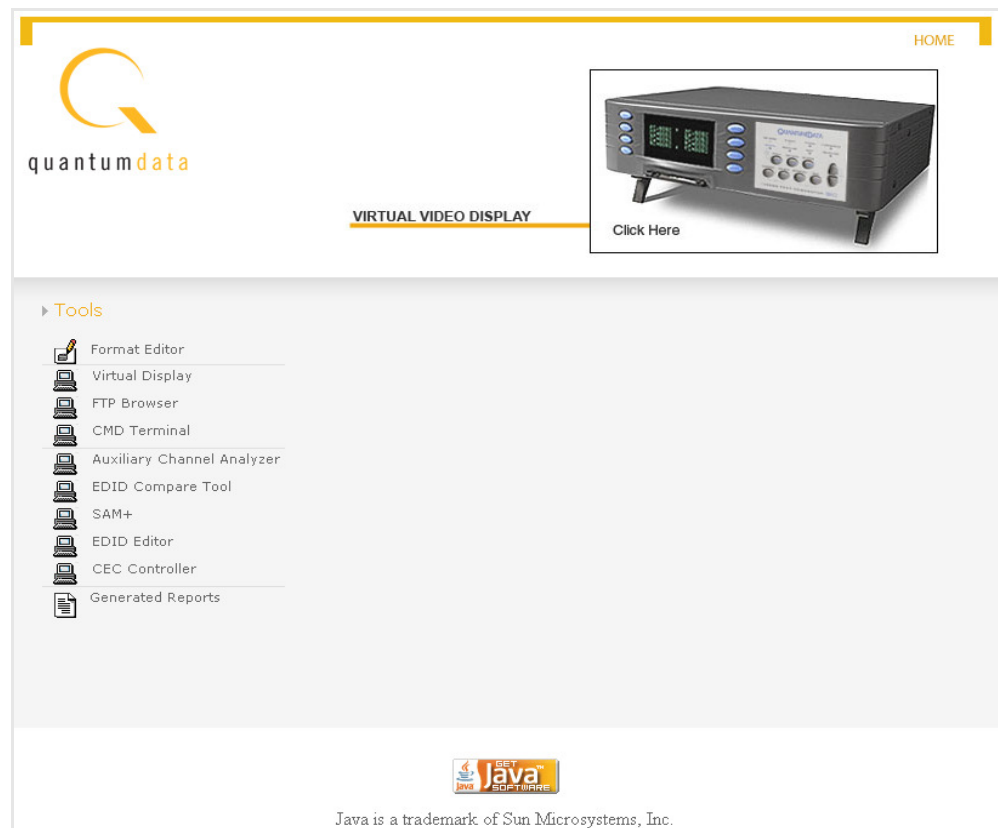 HOME
quantumdata
QUANTUMDATA
VIRTUAL VIDEO DISPLAY
Click Here
Tools
Format Editor
Virtual Display
FTP Browser
CMD Terminal
Auxiliary Channel Analyzer
EDID Compare Tool
SAM+
EDID Editor
CEC Controller
Generated Reports
GET
Java™
SOFTWARE
Java
Java is a trademark of Sun Microsystems, Inc.